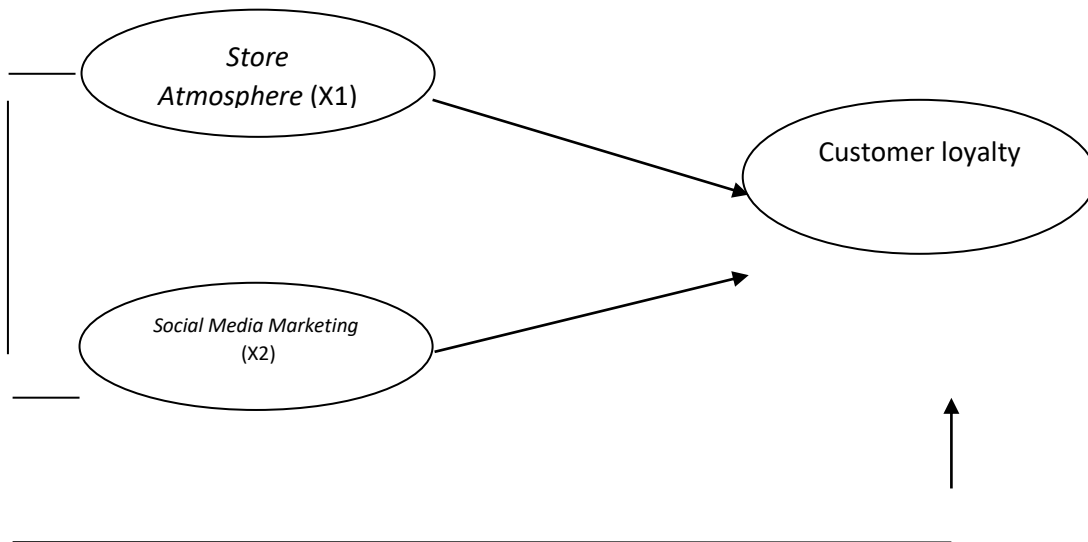 Store
Atmosphere (X1)
Customer loyalty
Social Media Marketing
(X2)